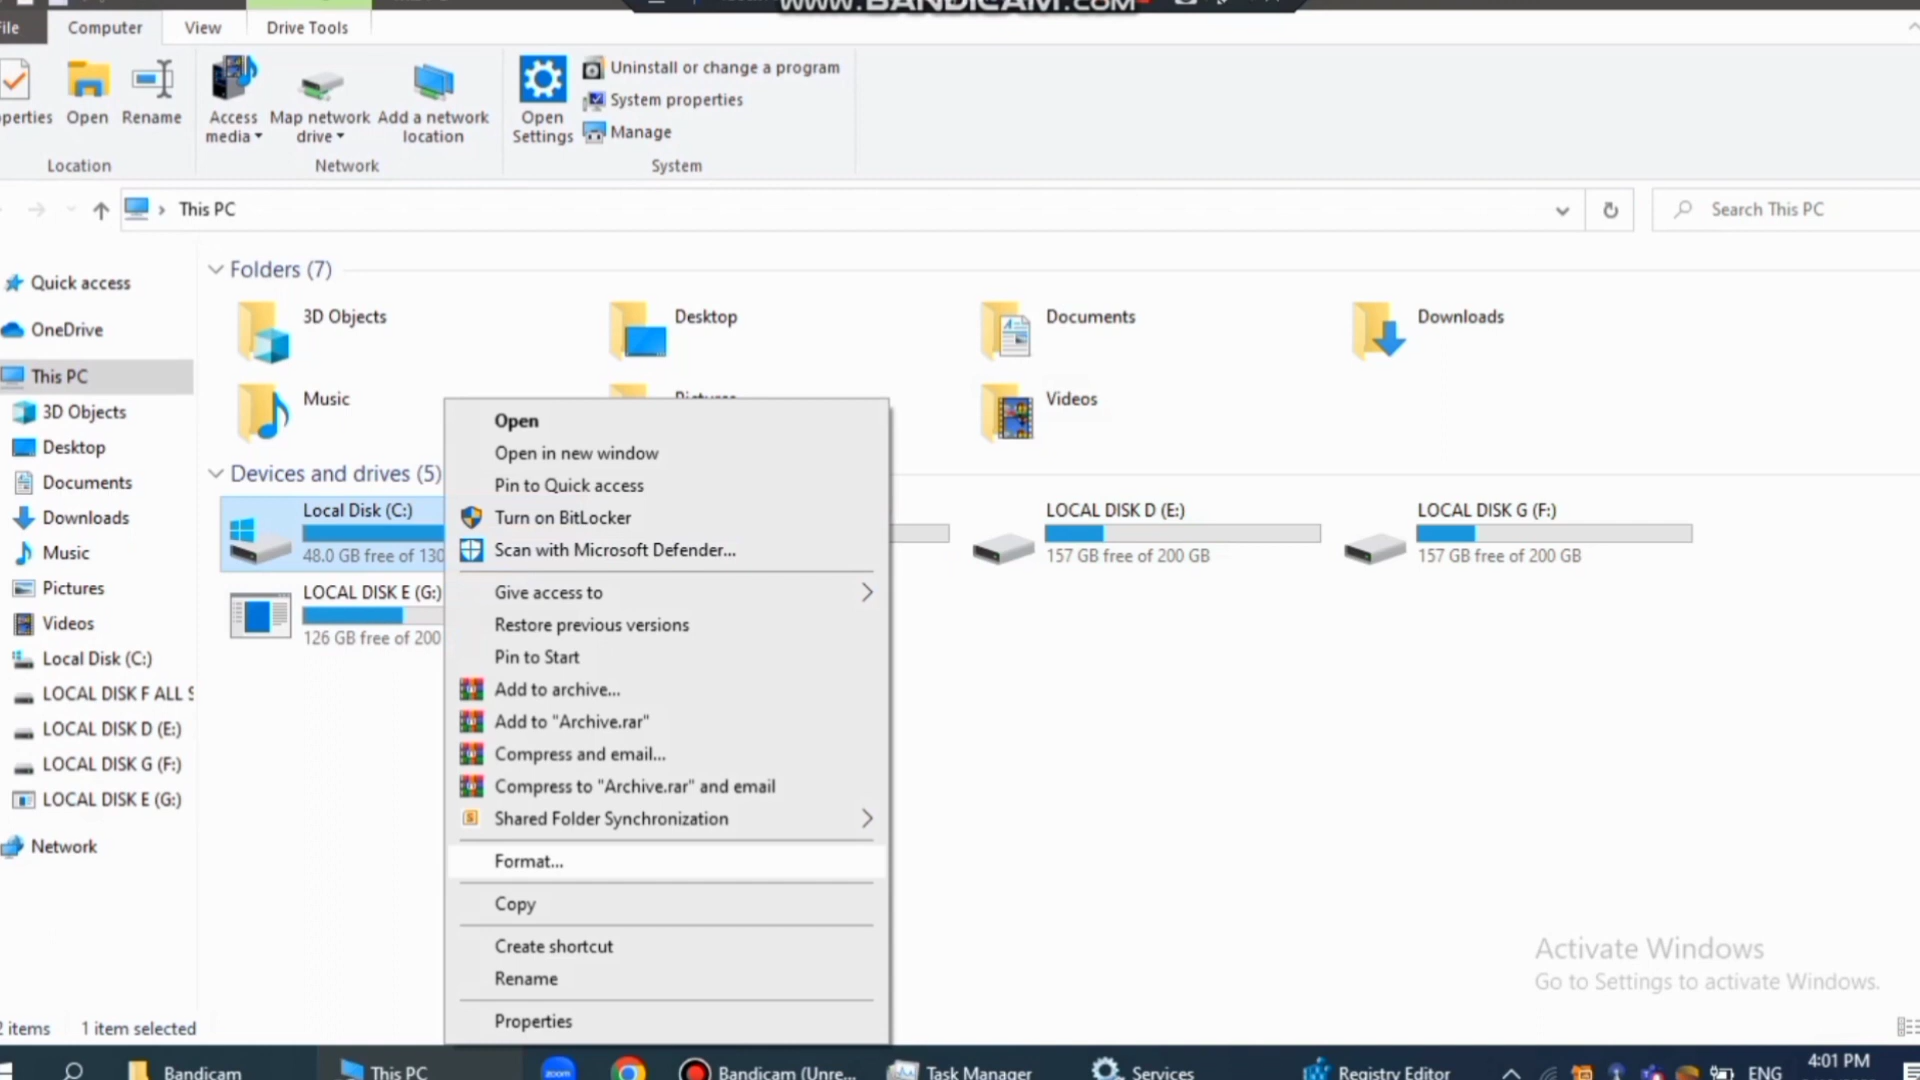 www.BANDICAM.COM
File
Computer
View
Drive Tools
Open
Rename
Access media
Map network drive
Add a network location
Open Settings
Uninstall or change a program
System properties
Manage
Location
Network
System
This PC
Search This PC
Quick access
OneDrive
This PC
3D Objects
Desktop
Documents
Downloads
Music
Pictures
Videos
Local Disk (C:)
LOCAL DISK F ALL S
LOCAL DISK D (E:)
LOCAL DISK G (F:)
LOCAL DISK E (G:)
Network
Folders (7)
3D Objects
Desktop
Documents
Downloads
Music
Pictures
Videos
Devices and drives (5)
Local Disk (C:)
48.0 GB free of 130
LOCAL DISK D (E:)
157 GB free of 200 GB
LOCAL DISK G (F:)
157 GB free of 200 GB
LOCAL DISK E (G:)
126 GB free of 200
Open
Open in new window
Pin to Quick access
Turn on BitLocker
Scan with Microsoft Defender...
Give access to
Restore previous versions
Pin to Start
Add to archive...
Add to "Archive.rar"
Compress and email...
Compress to "Archive.rar" and email
Shared Folder Synchronization
Format...
Copy
Create shortcut
Rename
Properties
Activate Windows
Go to Settings to activate Windows.
2 items
1 item selected
Bandicam
This PC
zoom
Bandicam (Unre...
Task Manager
Services
Registry Editor
ENG
4:01 PM